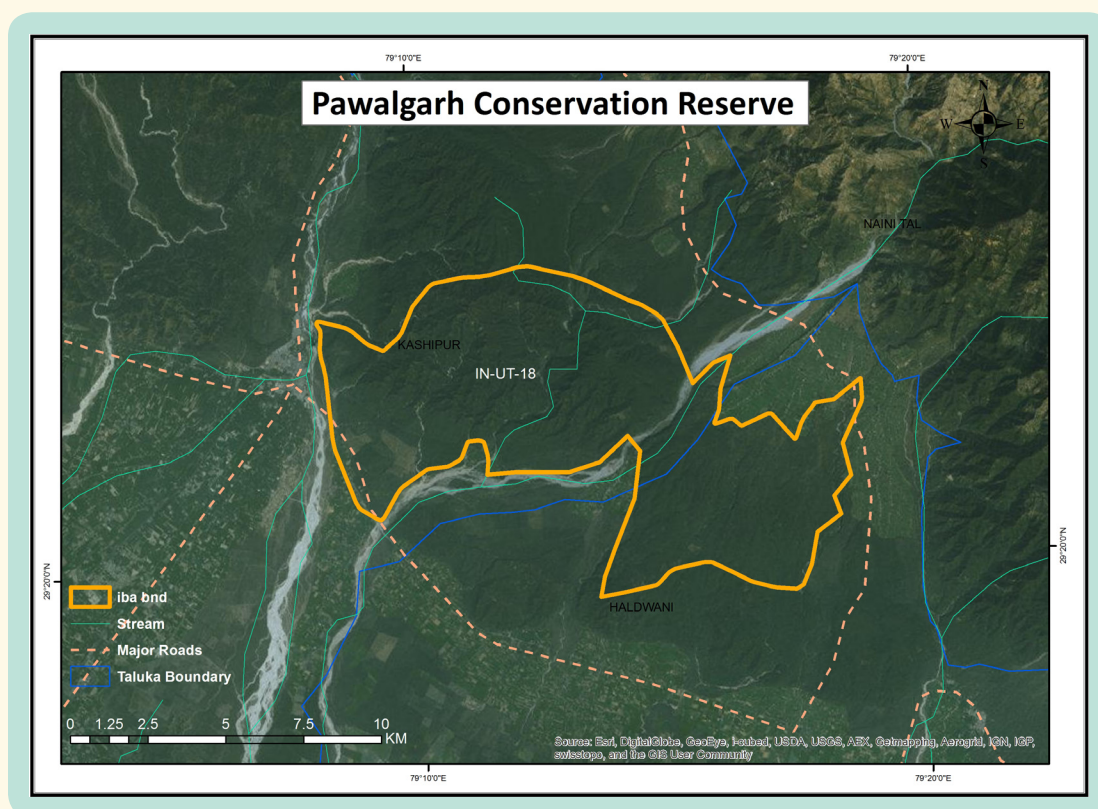 79°10'0"E
79°20'0"E
Pawalgarh Conservation Reserve
N
W E
S
NAINI TAL
KASHIPUR
IN-UT-18
29°20'0"N
29°20'0"N
HALDWANI
iba bnd
Stream
Major Roads
Taluka Boundary
0 1.25 2.5 5 7.5 10
KM
Source: Esri, DigitalGlobe, GeoEye, i-cubed, USDA, USGS, AEX, Getmapping, Aerogrid, IGN, IGP,
swisstopo, and the GIS User Community
79°10'0"E
79°20'0"E